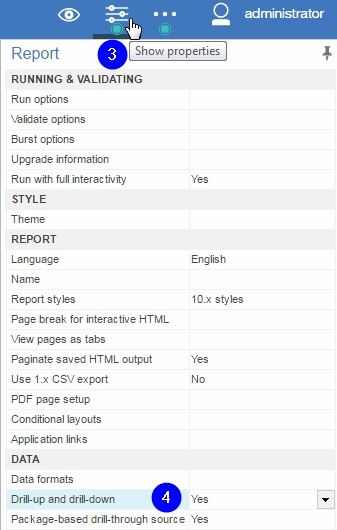 administrator
3 Show properties
Report
RUNNING & VALIDATING
Run options
Validate options
Burst options
Upgrade information
Run with full interactivity Yes
STYLE
Theme
REPORT
Language English
Name
Report styles 10.x styles
Page break for interactive HTML
View pages as tabs
Paginate saved HTML output Yes
Use 1.x CSV export No
PDF page setup
Conditional layouts
Application links
DATA
Data formats
Drill-up and drill-down 4 Yes
Package-based drill-through source Yes